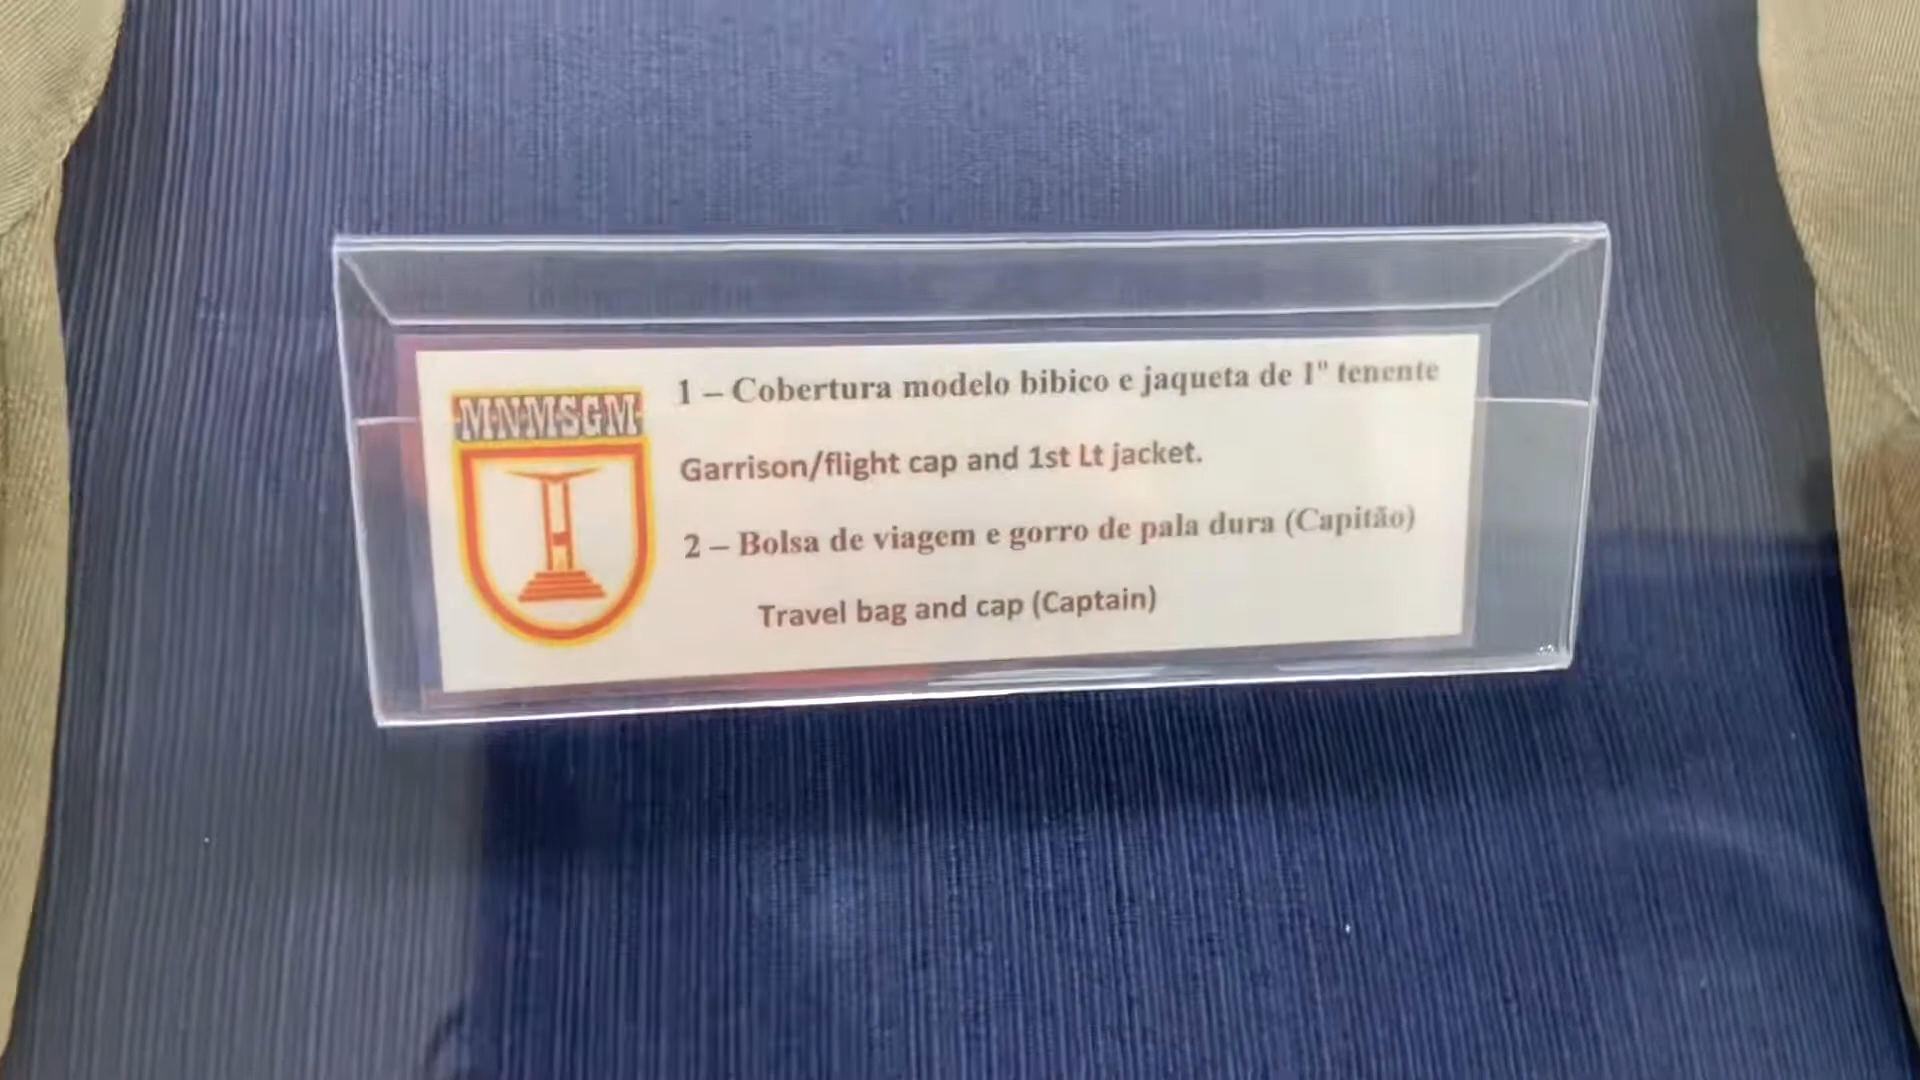 MNMSGM
1 – Cobertura modelo bibico e jaqueta de 1º tenente
Garrison/flight cap and 1st Lt jacket.
2 – Bolsa de viagem e gorro de pala dura (Capitão)
Travel bag and cap (Captain)